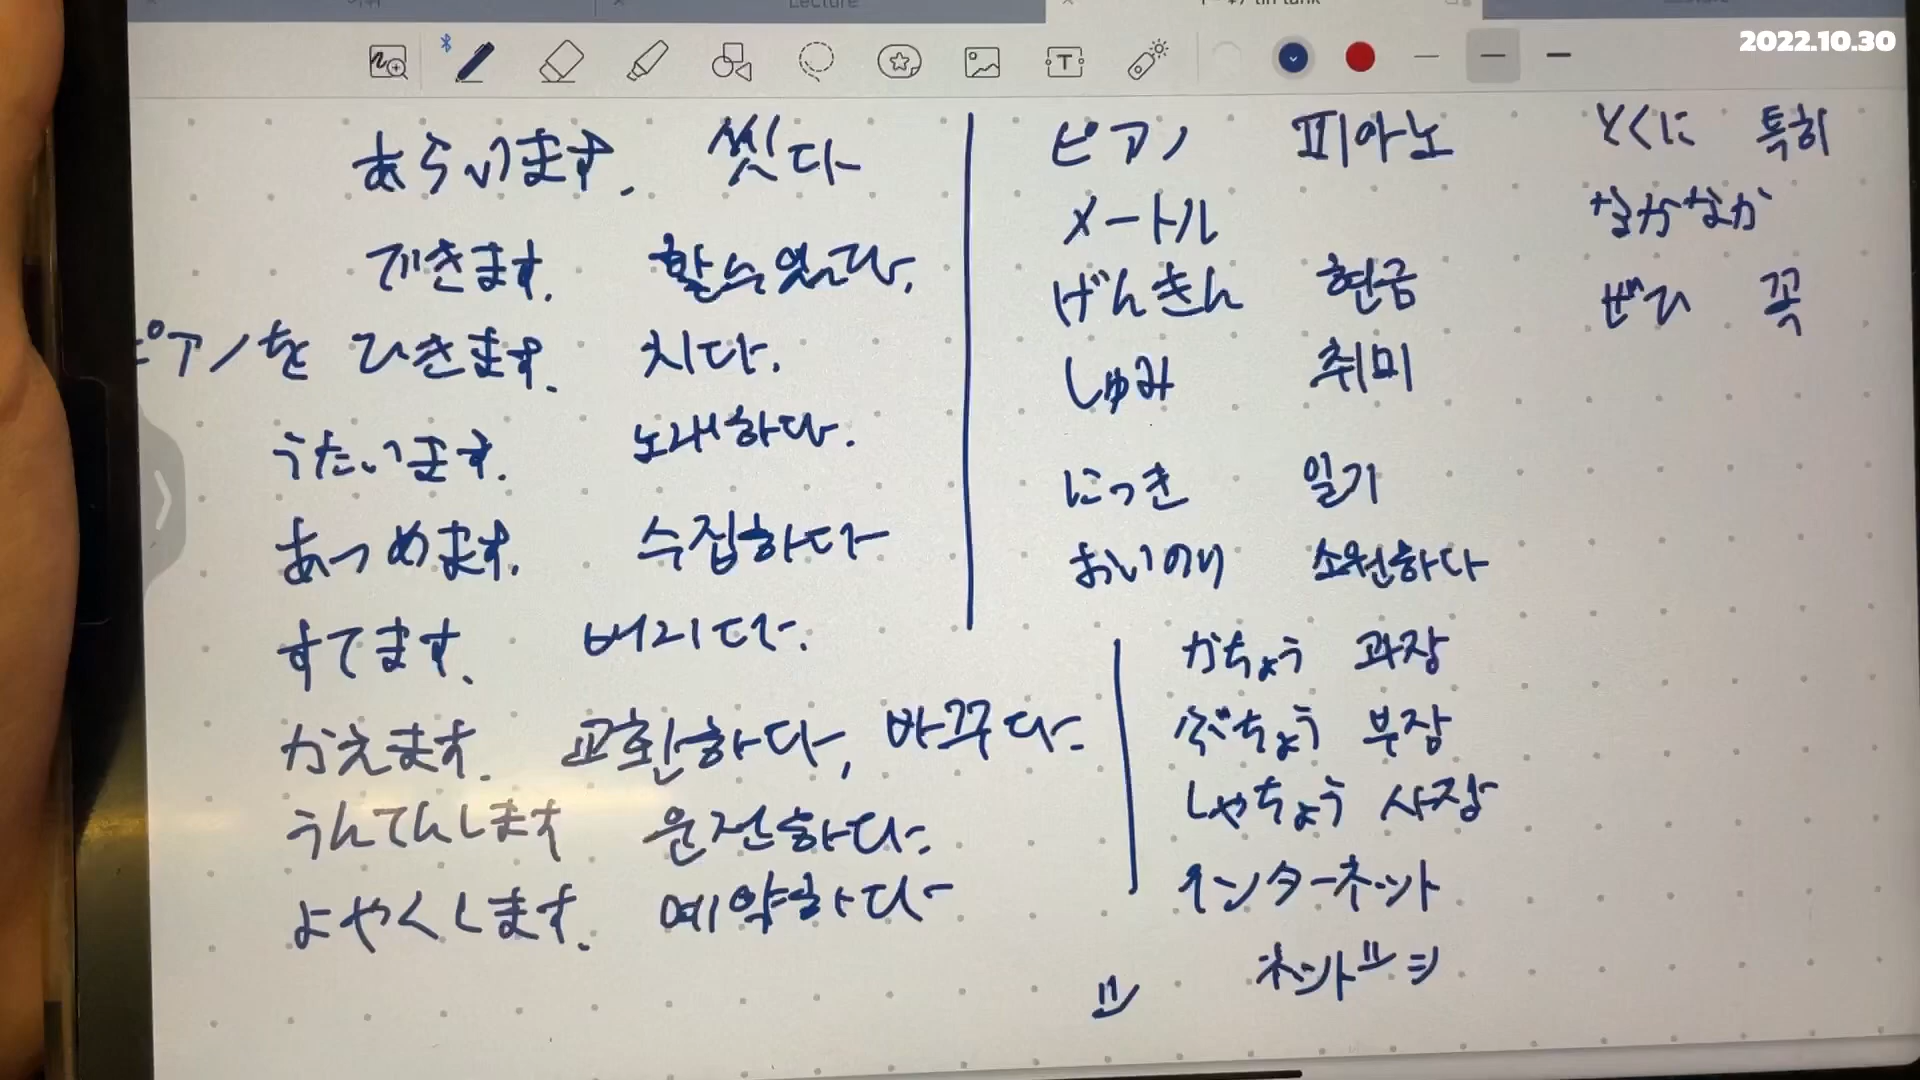 Lecture
2022.10.30
あらいます. 씻다
できます. 할수있다.
ピアノを ひきます. 치다.
うたいます. 노래하다.
あつめます. 수집하다
すてます. 버리다.
かえます. 교환하다, 바꾸다.
うんてんします 운전하다.
よやくします. 예약하다
ピアノ 피아노
メートル
げんきん 현금
しゅみ 취미
にっき 일기
おいのり 소원하다
かちょう 과장
ぶちょう 부장
しゃちょう 사장
インターネット
ネット
とくに 특히
なかなか
ぜひ 꼭